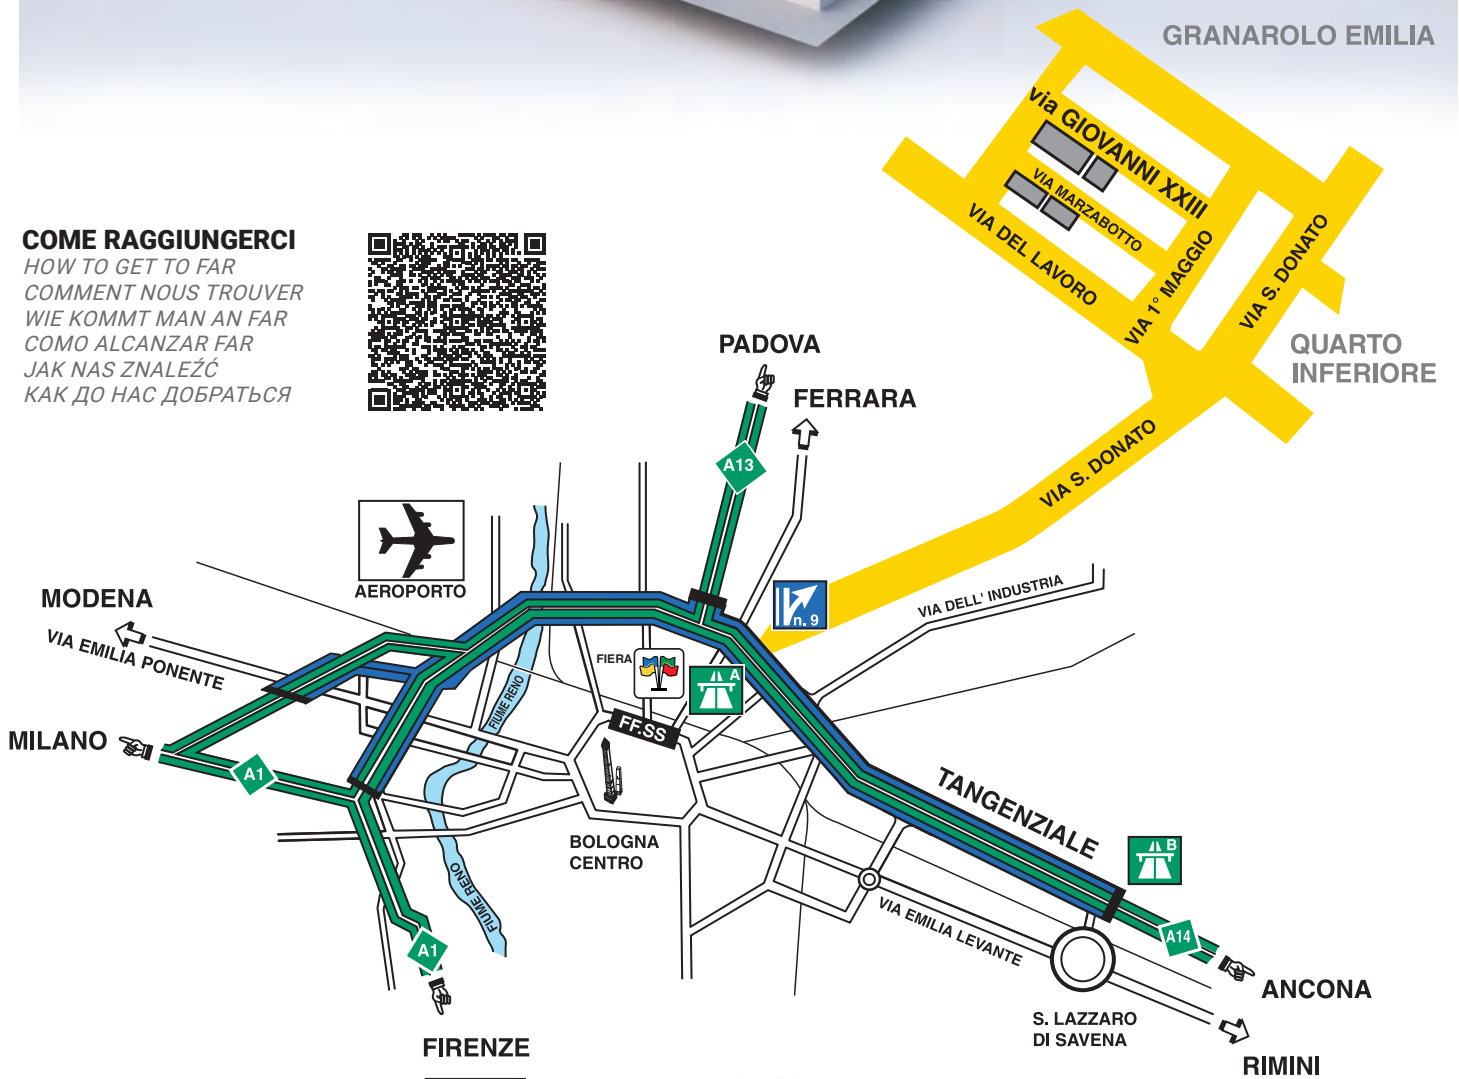 GRANAROLO EMILIA
via GIOVANNI XXIII
VIA MARZABOTTO
VIA DEL LAVORO
VIA 1° MAGGIO
VIA S. DONATO
QUARTO
INFERIORE
VIA S. DONATO
COME RAGGIUNGERCI
HOW TO GET TO FAR
COMMENT NOUS TROUVER
WIE KOMMT MAN AN FAR
COMO ALCANZAR FAR
JAK NAS ZNALEŹĆ
КАК ДО НАС ДОБРАТЬСЯ
PADOVA
FERRARA
A13
AEROPORTO
MODENA
VIA EMILIA PONENTE
n. 9
VIA DELL' INDUSTRIA
FIERA
A
FIUME RENO
FF.SS
MILANO
A1
TANGENZIALE
BOLOGNA
CENTRO
B
FIUME RENO
VIA EMILIA LEVANTE
A1
A14
ANCONA
S. LAZZARO
DI SAVENA
FIRENZE
RIMINI